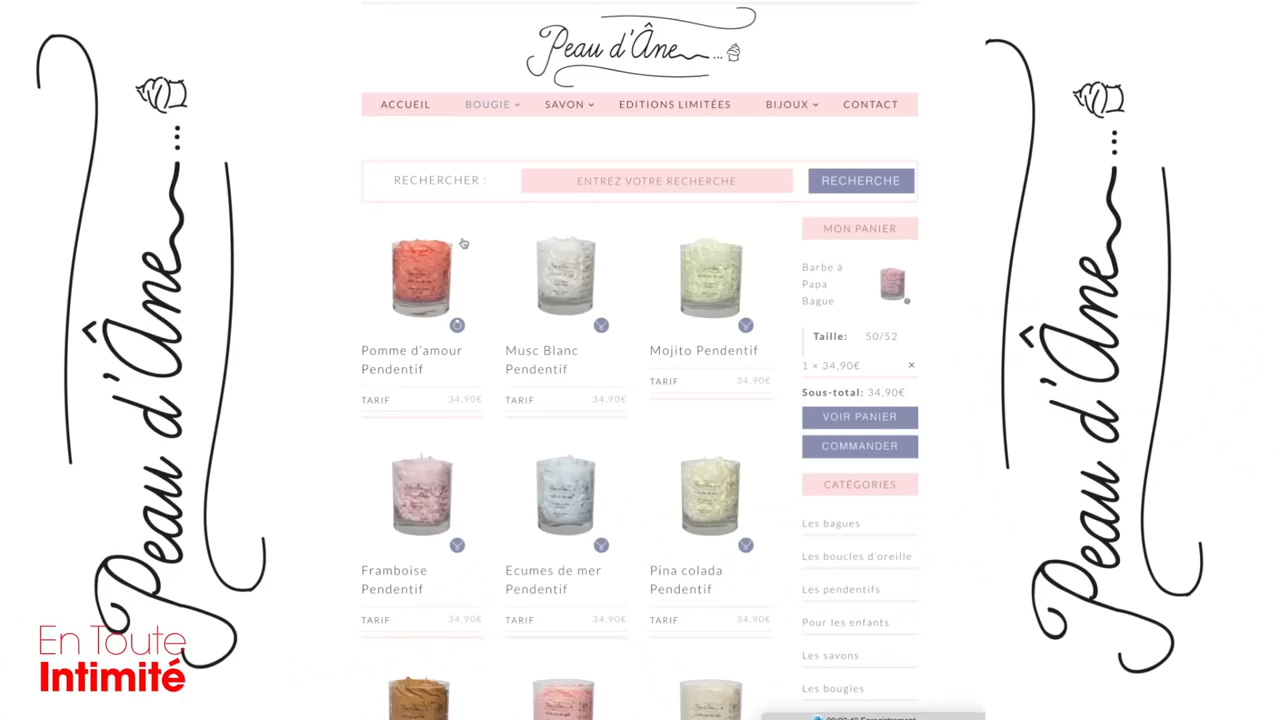 Peau d'Âne...
ACCUEIL BOUGIE SAVON EDITIONS LIMITÉES BIJOUX CONTACT
RECHERCHER : ENTREZ VOTRE RECHERCHE RECHERCHE
Pomme d'amour
Pendentif
TARIF 34,90€
Musc Blanc
Pendentif
TARIF 34,90€
Mojito Pendentif
TARIF 34,90€
Framboise
Pendentif
TARIF 34,90€
Ecumes de mer
Pendentif
TARIF 34,90€
Pina colada
Pendentif
TARIF 34,90€
MON PANIER
Barbe à
Papa
Bague
Taille: 50/52
1 × 34,90€ ×
Sous-total: 34,90€
VOIR PANIER
COMMANDER
CATÉGORIES
Les bagues
Les boucles d'oreille
Les pendentifs
Pour les enfants
Les savons
Les bougies
Peau d'Âne...
Peau d'Âne...
En Toute
Intimité